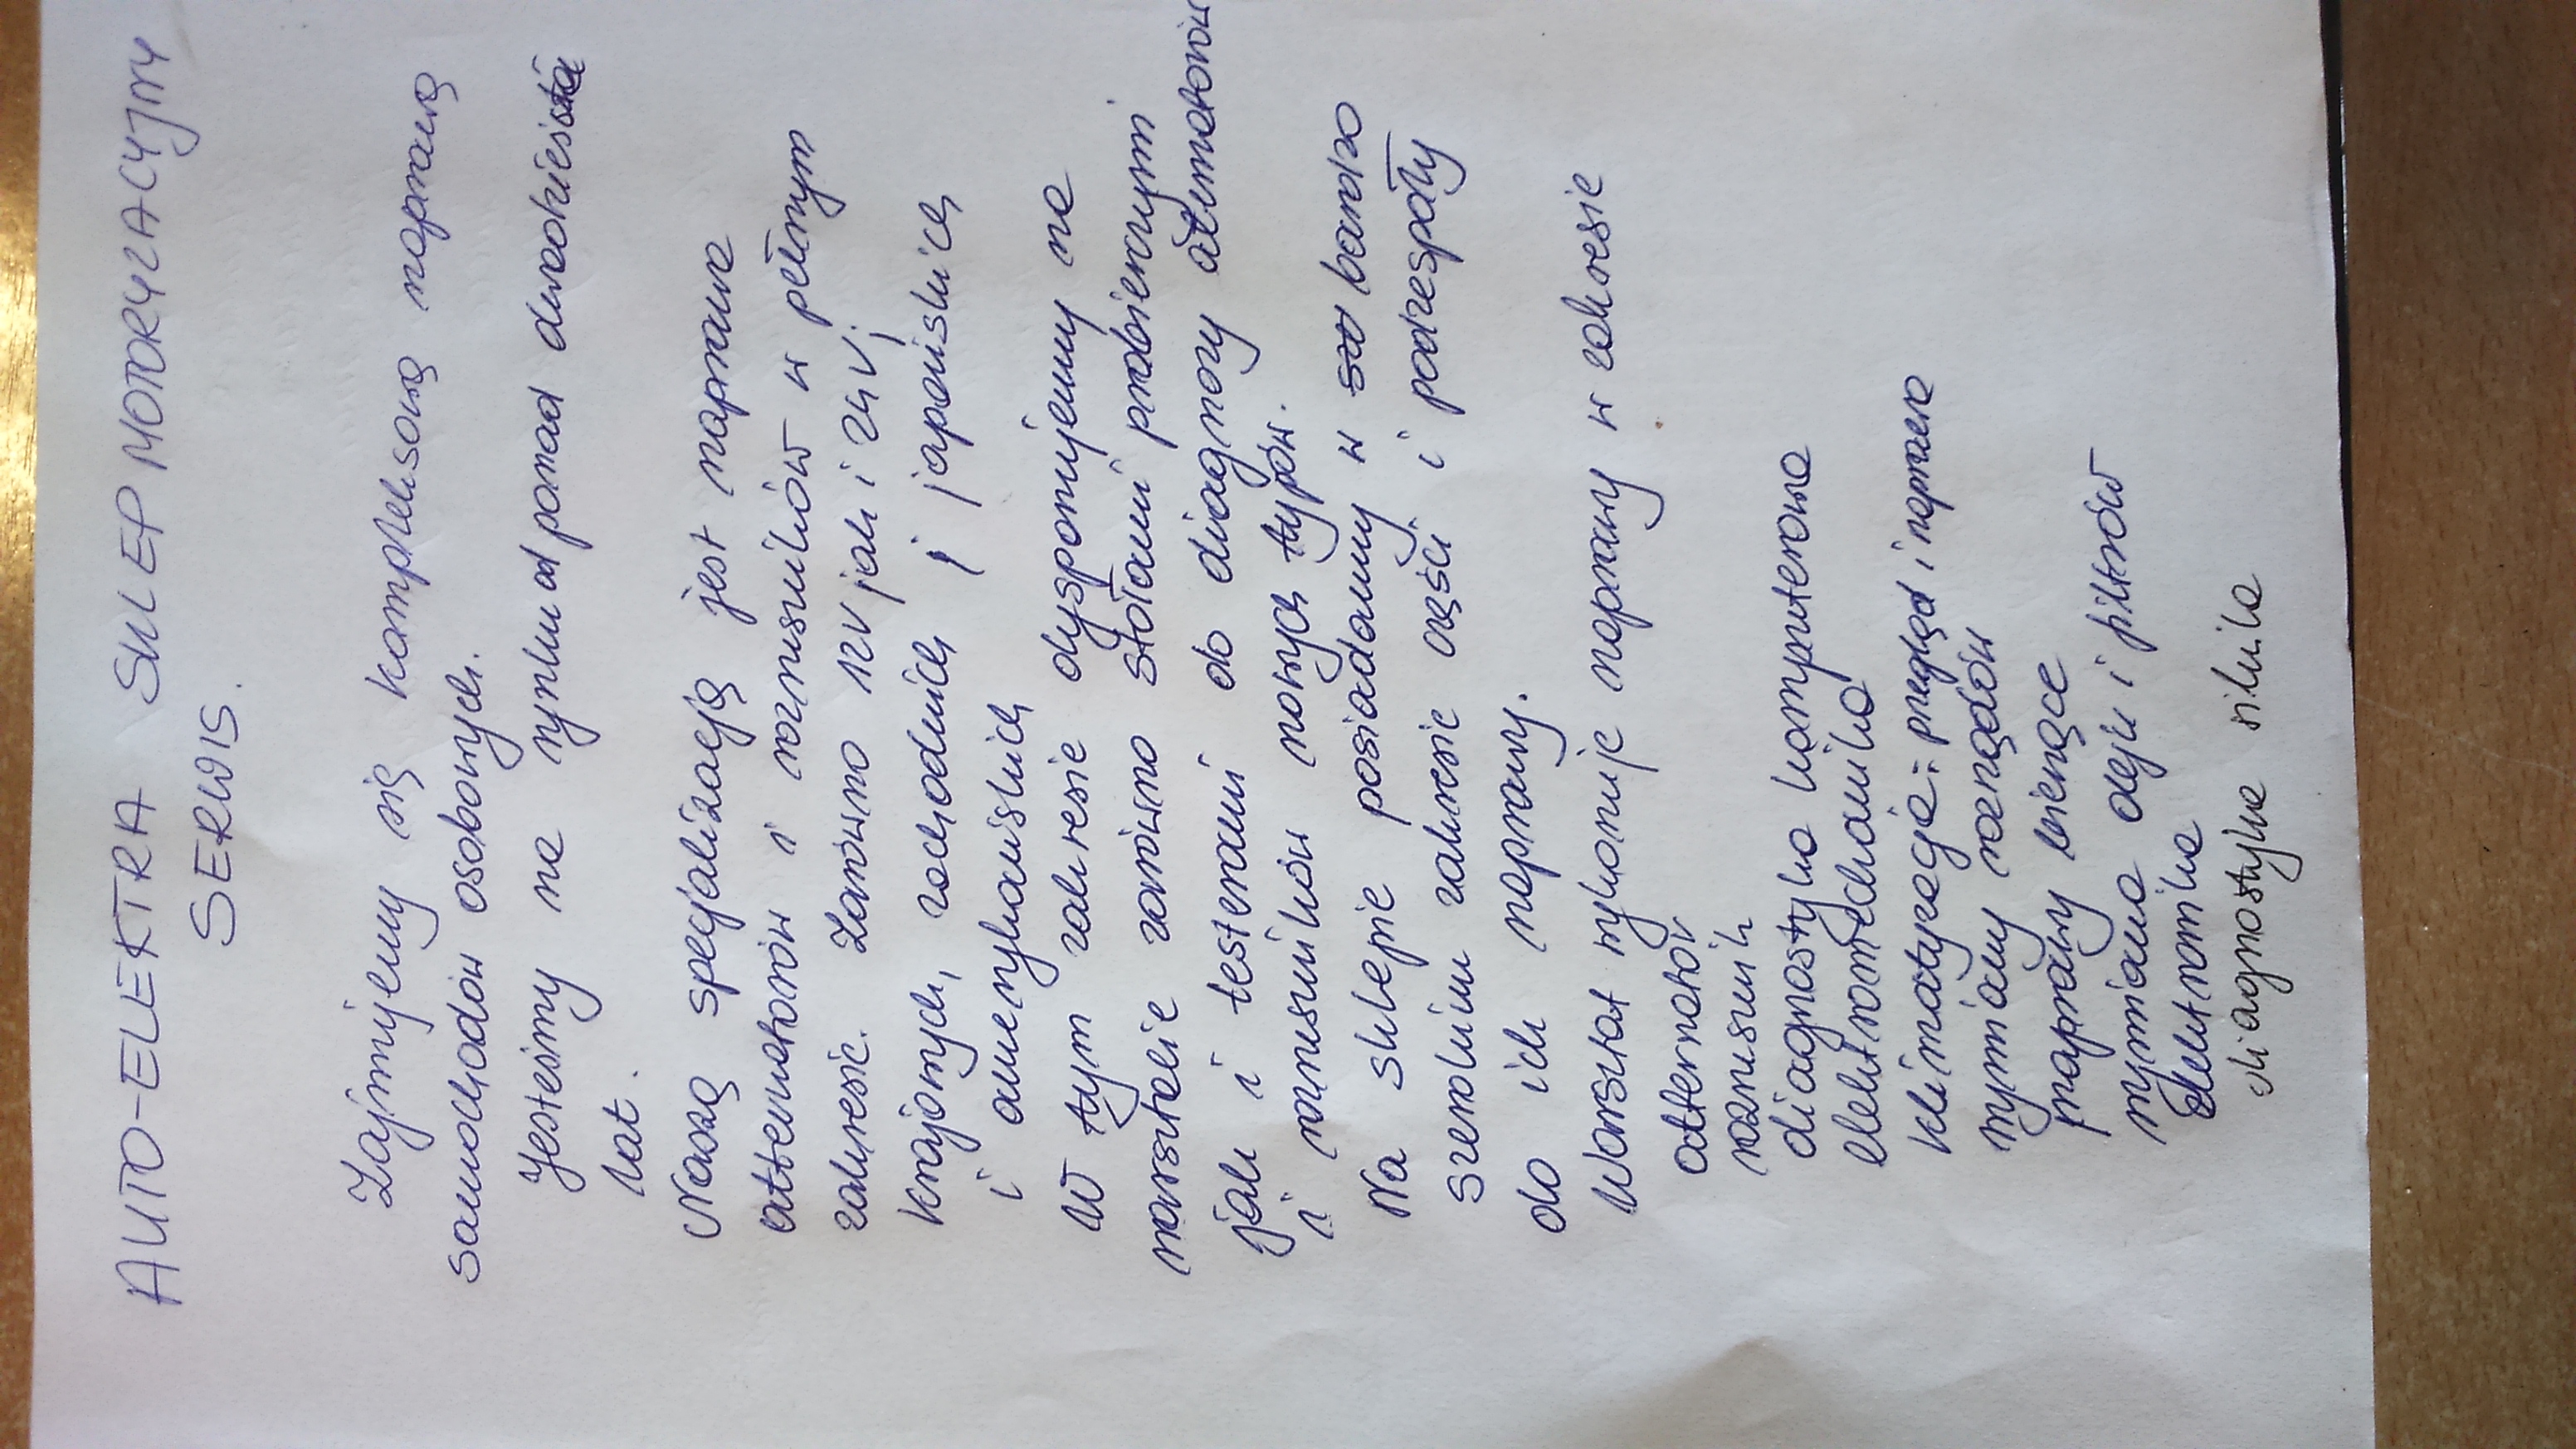 AUTO-ELEKTRA SKLEP MOTORYZACYJNY
SERWIS.
Zajmujemy się kompleksową naprawą
samochodów osobowych.
Jesteśmy na rynku od ponad dwadzieścia
lat.
Naszą specjalizacją jest naprawa
alternatorów i rozruszników w pełnym
zakresie. Zarówno 12V jak i 24V;
krajowych, zachodnich, japońskich
i amerykańskich
W tym zakresie dysponujemy na
warsztacie zarówno stołami probierczymi
jak i testerami do diagnozy alternatorów
i rozruszników nowych typów.
Na sklepie posiadamy w bardzo
szerokim zakresie części i podzespoły
do ich naprawy.
Warsztat wykonuje naprawy w zakresie
alternator
rozrusznik
diagnostyka komputerowa
elektromechanika
klimatyzacja: przegląd i naprawa
wymiany rozrządów
naprawy bieżące
wymiana oleju i filtrów
elektronika
diagnostyka silnika